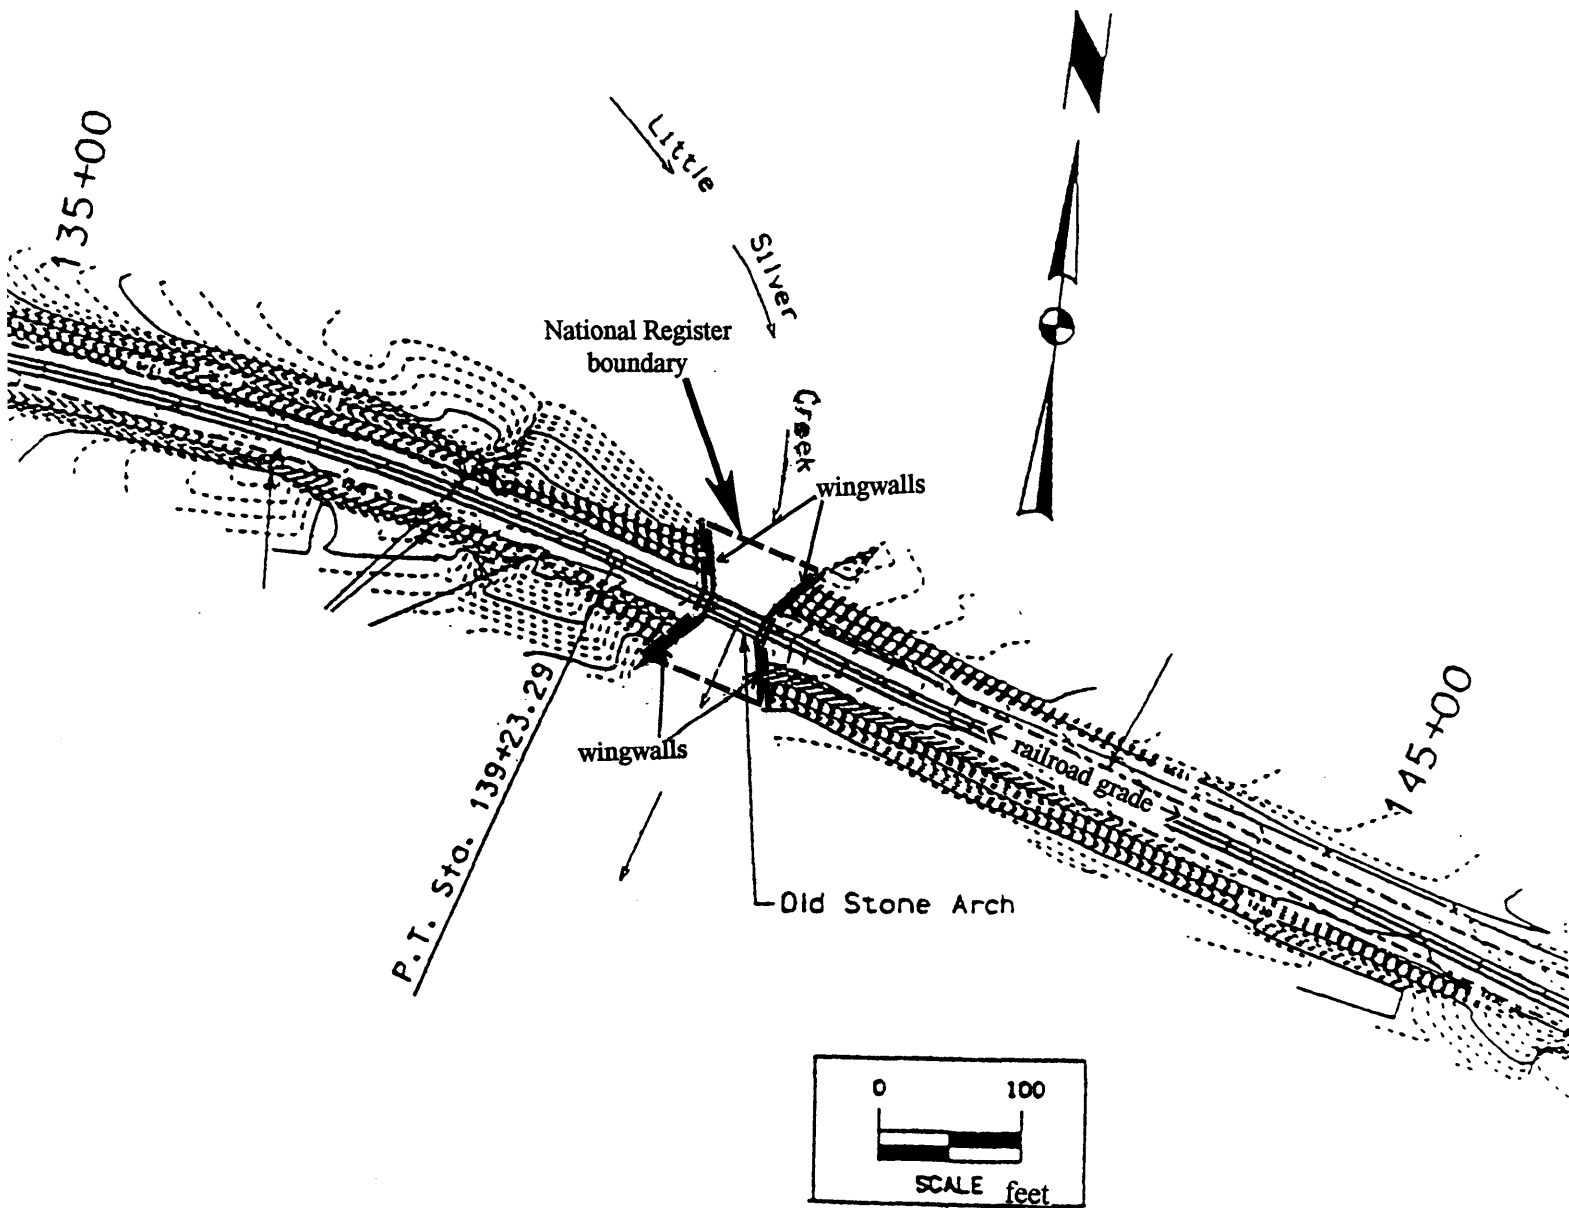 N
135+00
Little
Silver
Creek
National Register
boundary
wingwalls
wingwalls
P.T. Sta. 139+23.29
railroad grade
145+00
Old Stone Arch
0 100
SCALE feet